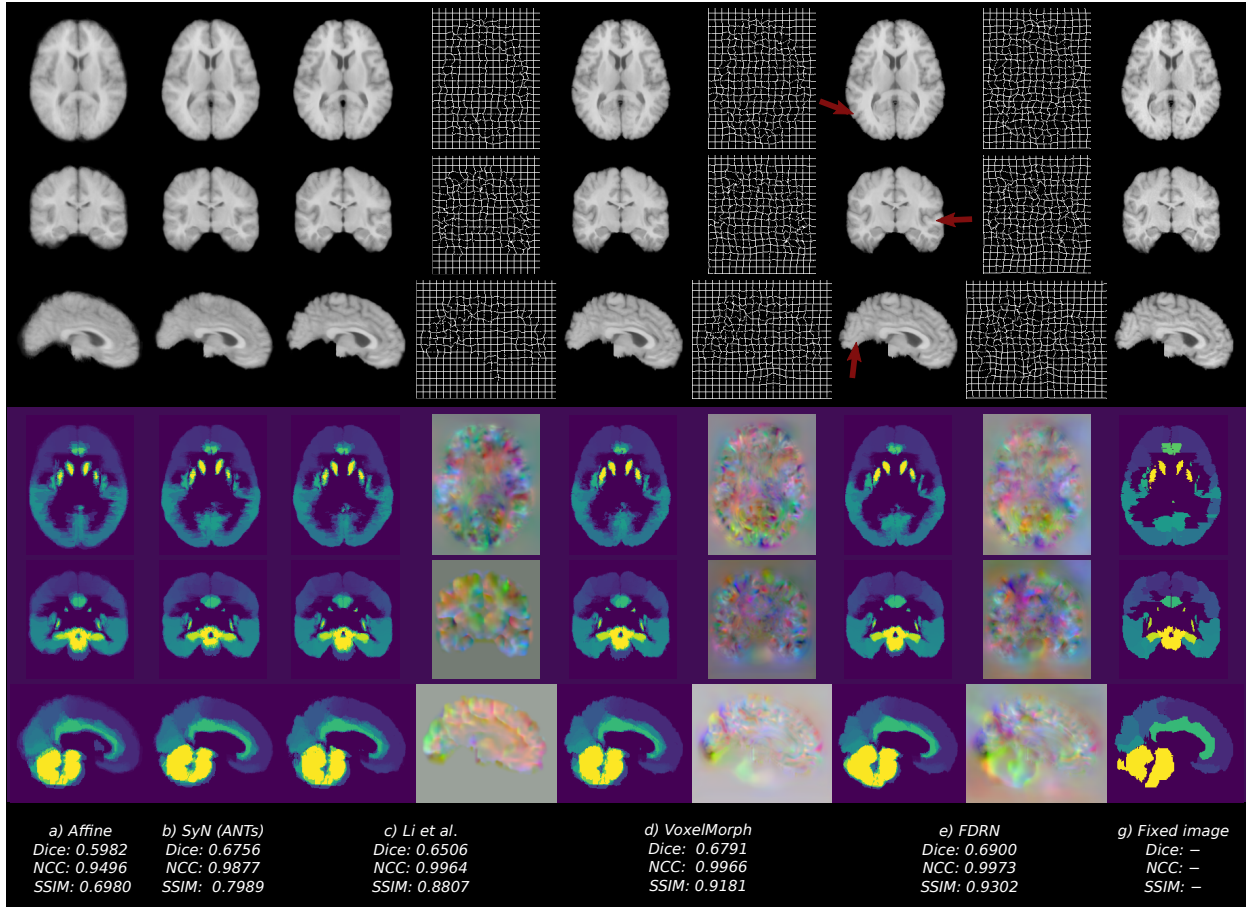 a) Affine
Dice: 0.5982
NCC: 0.9496
SSIM: 0.6980
b) SyN (ANTs)
Dice: 0.6756
NCC: 0.9877
SSIM: 0.7989
c) Li et al.
Dice: 0.6506
NCC: 0.9964
SSIM: 0.8807
d) VoxelMorph
Dice: 0.6791
NCC: 0.9966
SSIM: 0.9181
e) FDRN
Dice: 0.6900
NCC: 0.9973
SSIM: 0.9302
g) Fixed image
Dice: −
NCC: −
SSIM: −